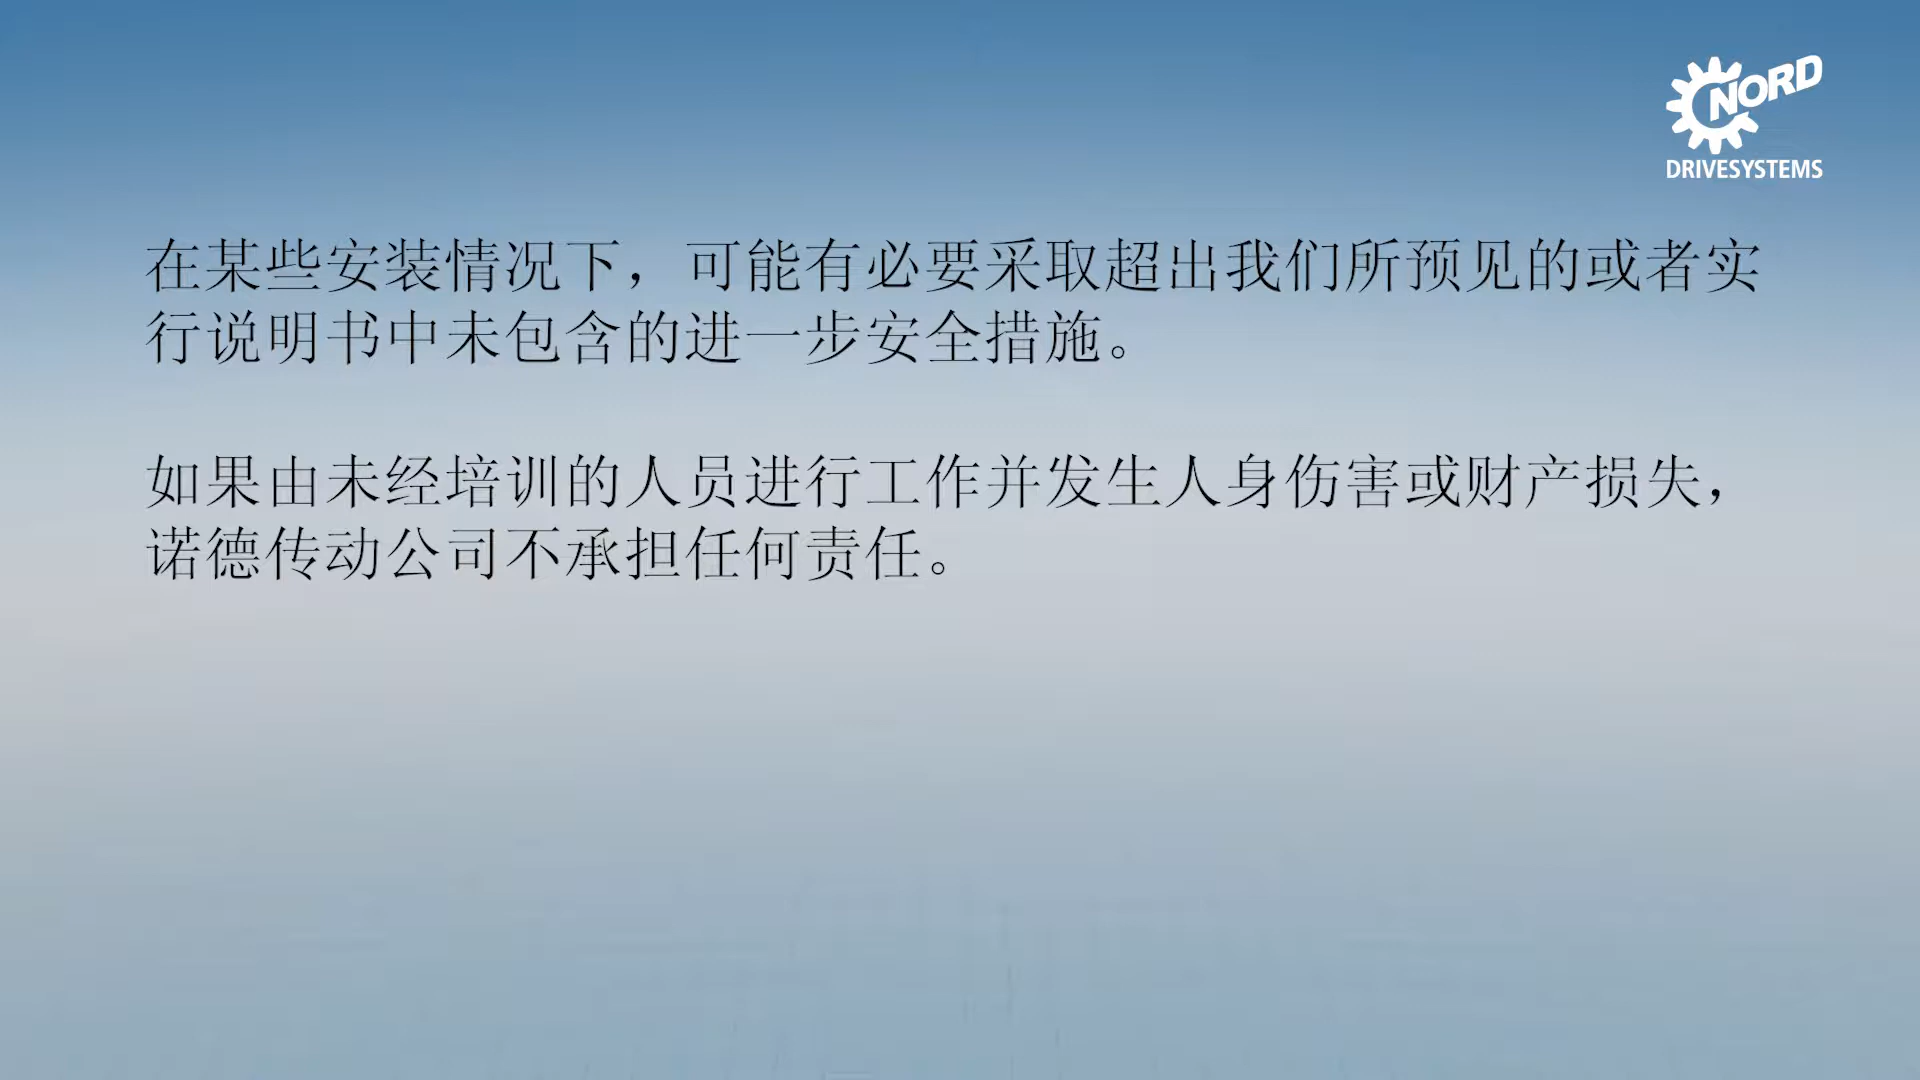 NORD
DRIVESYSTEMS
在某些安装情况下，可能有必要采取超出我们所预见的或者实
行说明书中未包含的进一步安全措施。
如果由未经培训的人员进行工作并发生人身伤害或财产损失，
诺德传动公司不承担任何责任。